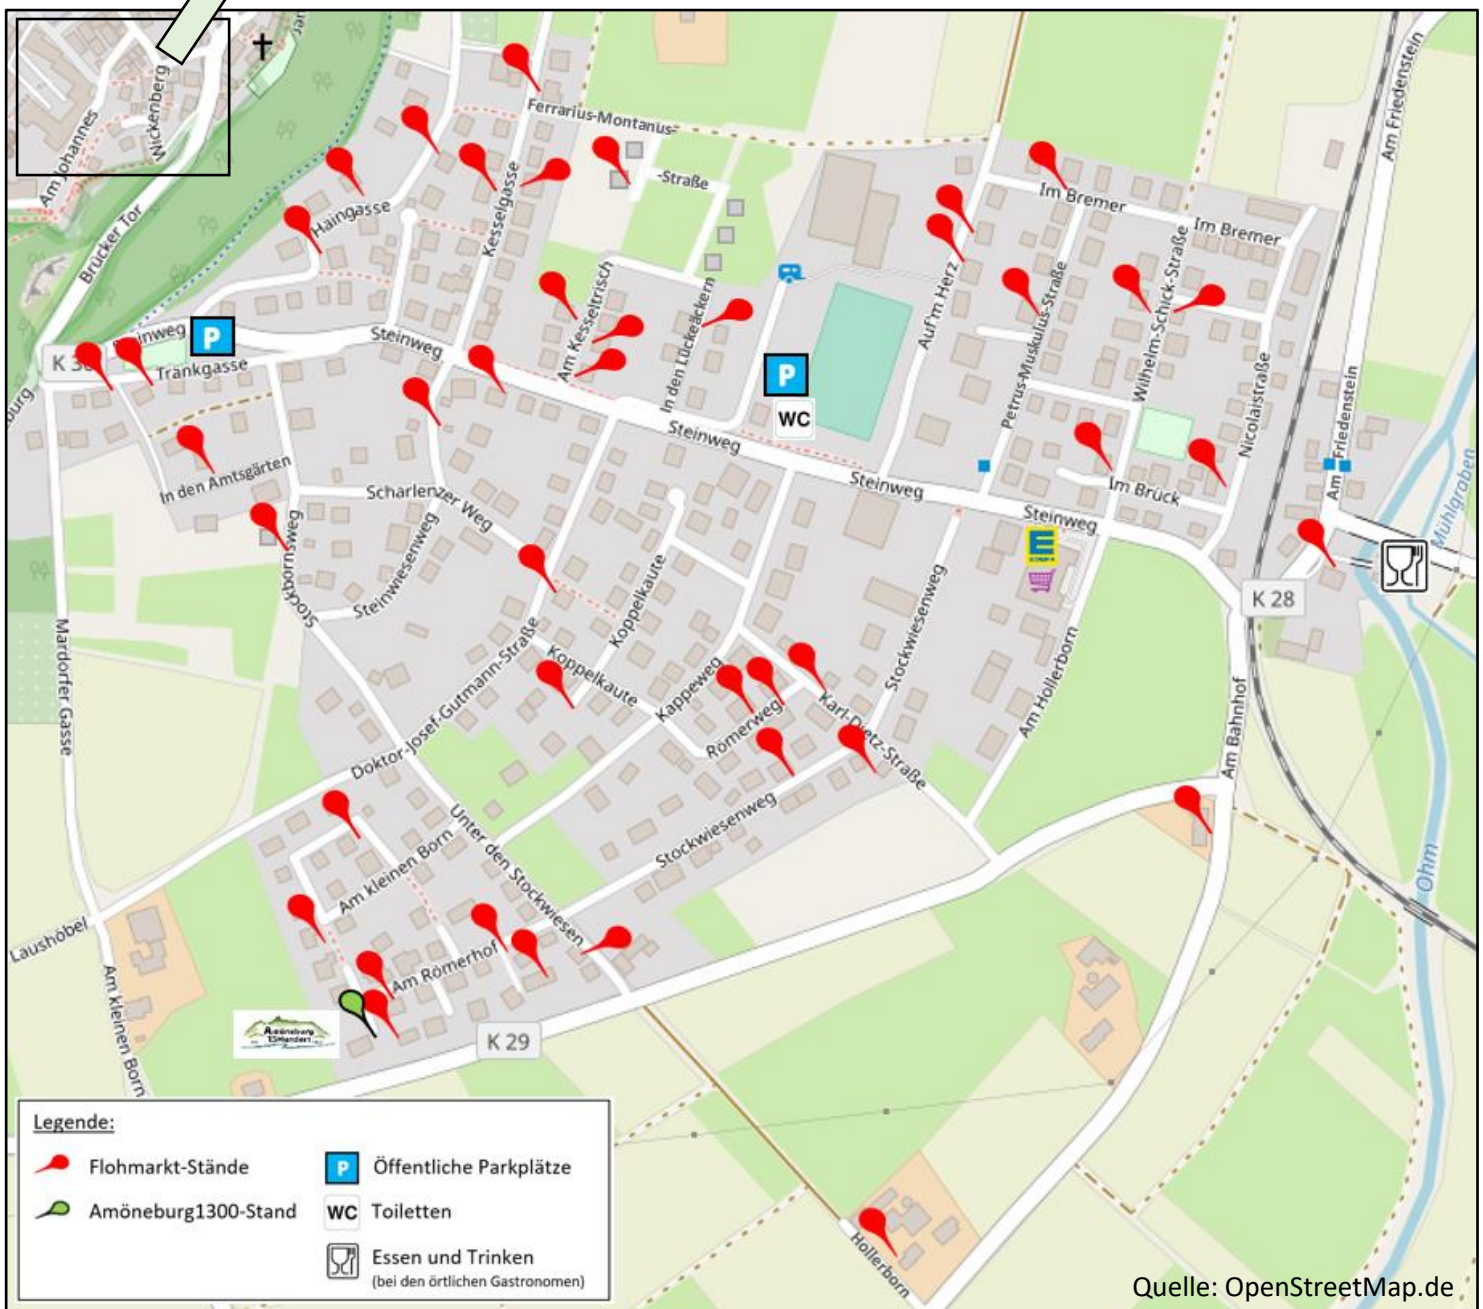 Am Johannes
Wickenberg
Brücker Tor
Ferrarius-Montanus-
-Straße
Haingasse
Kesselgasse
Im Bremer
Im Bremer
Am Friedenstein
Am Kesseltrisch
In den Lückeäckern
Auf'm Herz
Petrus-Muskulus-Straße
Wilhelm-Schick-Straße
Nicolaistraße
Am Friedenstein
Steinweg
P
K 30
Tränkgasse
Steinweg
P
WC
Steinweg
Steinweg
Steinweg
In den Amtsgärten
Scharlenzer Weg
Steinwiesenweg
Stockbornsweg
Im Brück
E
Mühlgraben
K 28
Mardorfer Gasse
Koppelkaute
Koppelkaute
Kappeweg
Stockwiesenweg
Am Hollerborn
Doktor-Josef-Gutmann-Straße
Römerweg
Karl-Dietz-Straße
Am Bahnhof
Stockwiesenweg
Unter den Stockwiesen
Am kleinen Born
Laushöbel
Am kleinen Born
Am Römerhof
Ohm
Amöneburg
13Hundert
K 29
Hollerborn
Legende:
Flohmarkt-Stände
P Öffentliche Parkplätze
Amöneburg1300-Stand
WC Toiletten
Essen und Trinken
(bei den örtlichen Gastronomen)
Quelle: OpenStreetMap.de